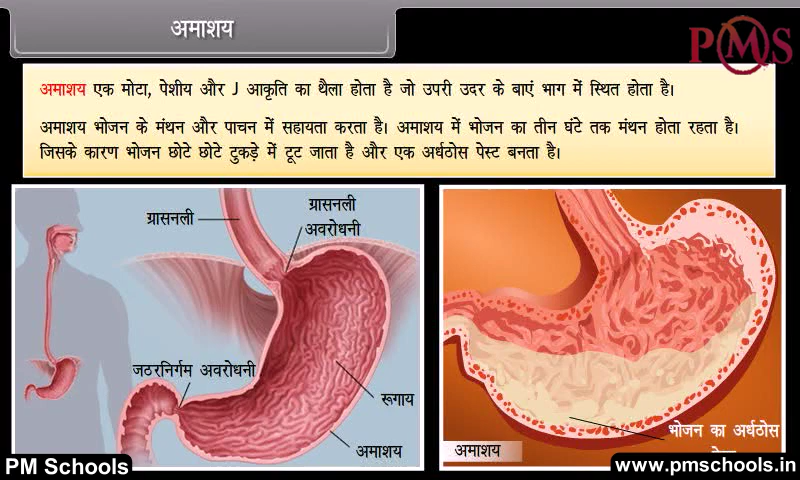 अमाशय
PMS
अमाशय एक मोटा, पेशीय और J आकृति का थैला होता है जो उपरी उदर के बाएं भाग में स्थित होता है।
अमाशय भोजन के मंथन और पाचन में सहायता करता है। अमाशय में भोजन का तीन घंटे तक मंथन होता रहता है।
जिसके कारण भोजन छोटे छोटे टुकड़े में टूट जाता है और एक अर्धठोस पेस्ट बनता है।
ग्रासनली
ग्रासनली
अवरोधनी
जठरनिर्गम अवरोधनी
रूगाय
अमाशय
भोजन का अर्धठोस
अमाशय
PM Schools
www.pmschools.in